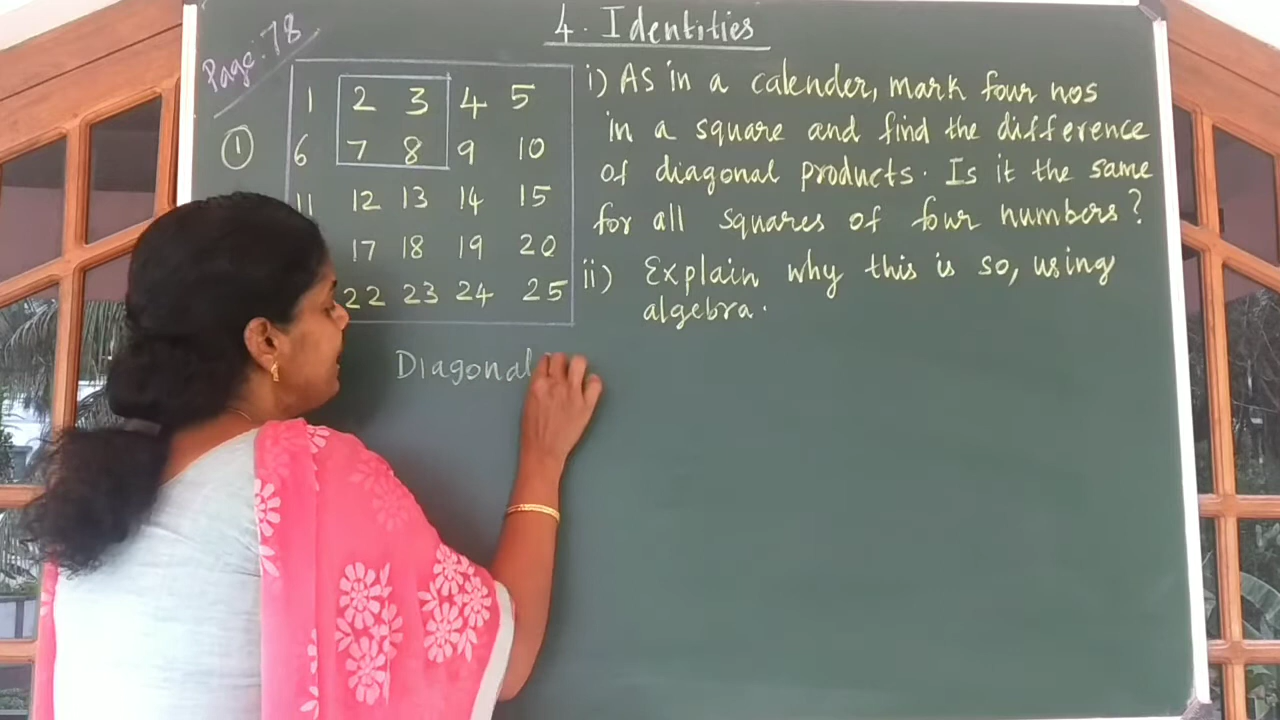 4. Identities
Page: 78
1 2 3 4 5
1 6 7 8 9 10
11 12 13 14 15
17 18 19 20
22 23 24 25
i) As in a calender, mark four nos
in a square and find the difference
of diagonal products. Is it the same
for all squares of four numbers?
ii) Explain why this is so, using
algebra.
Diagonal